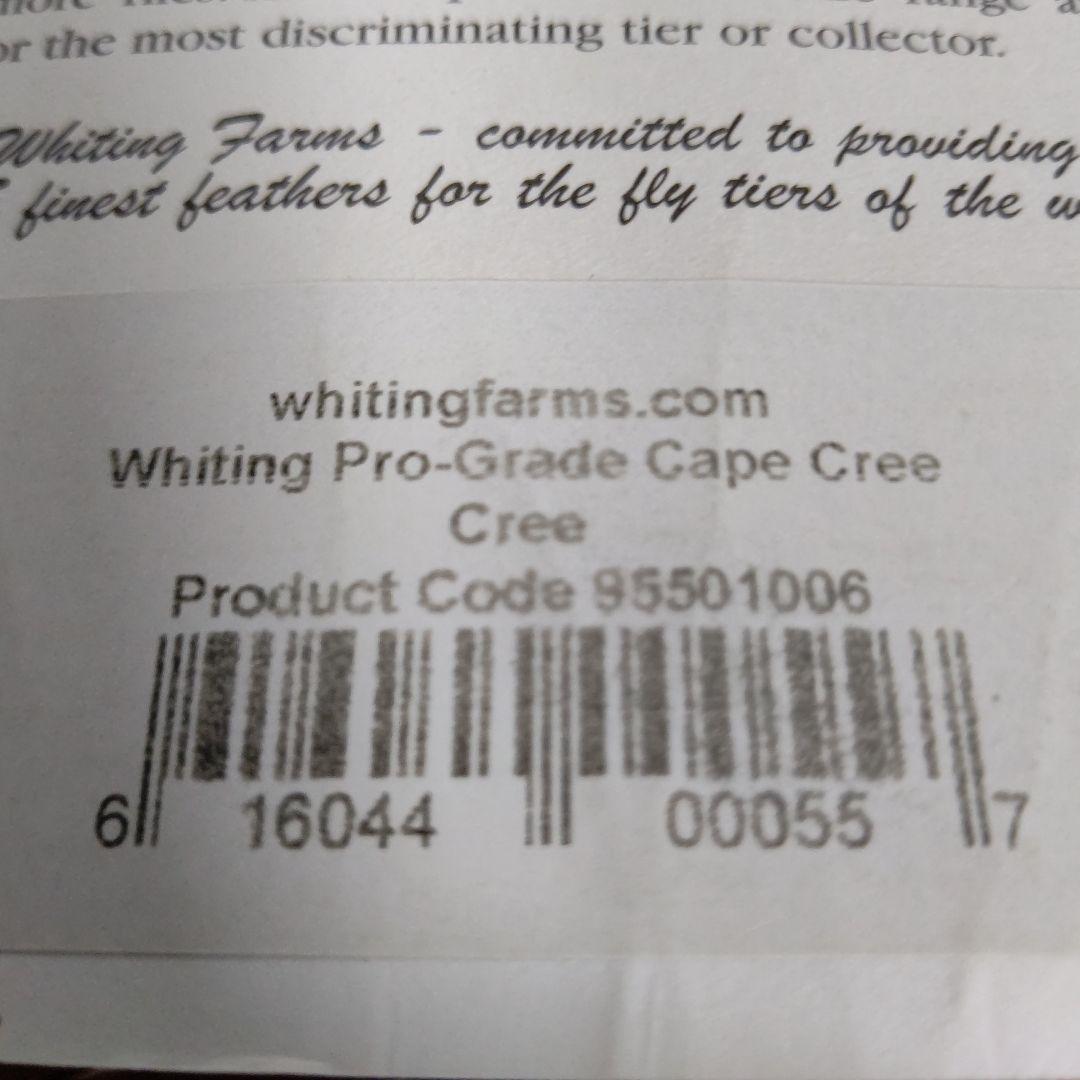 or the most discriminating tier or collector.
Whiting Farms - committed to providing
finest feathers for the fly tiers of the
whitingfarms.com
Whiting Pro-Grade Cape Cree
Cree
Product Code 95501006
6 16044 00055 7